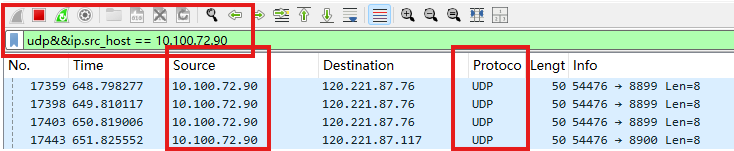 udp&&ip.src_host == 10.100.72.90
No. Time Source Destination Protoco Lengt Info
17359 648.798277 10.100.72.90 120.221.87.76 UDP 50 54476 → 8899 Len=8
17398 649.810117 10.100.72.90 120.221.87.76 UDP 50 54476 → 8899 Len=8
17403 650.819006 10.100.72.90 120.221.87.76 UDP 50 54476 → 8899 Len=8
17443 651.825552 10.100.72.90 120.221.87.117 UDP 50 54476 → 8900 Len=8